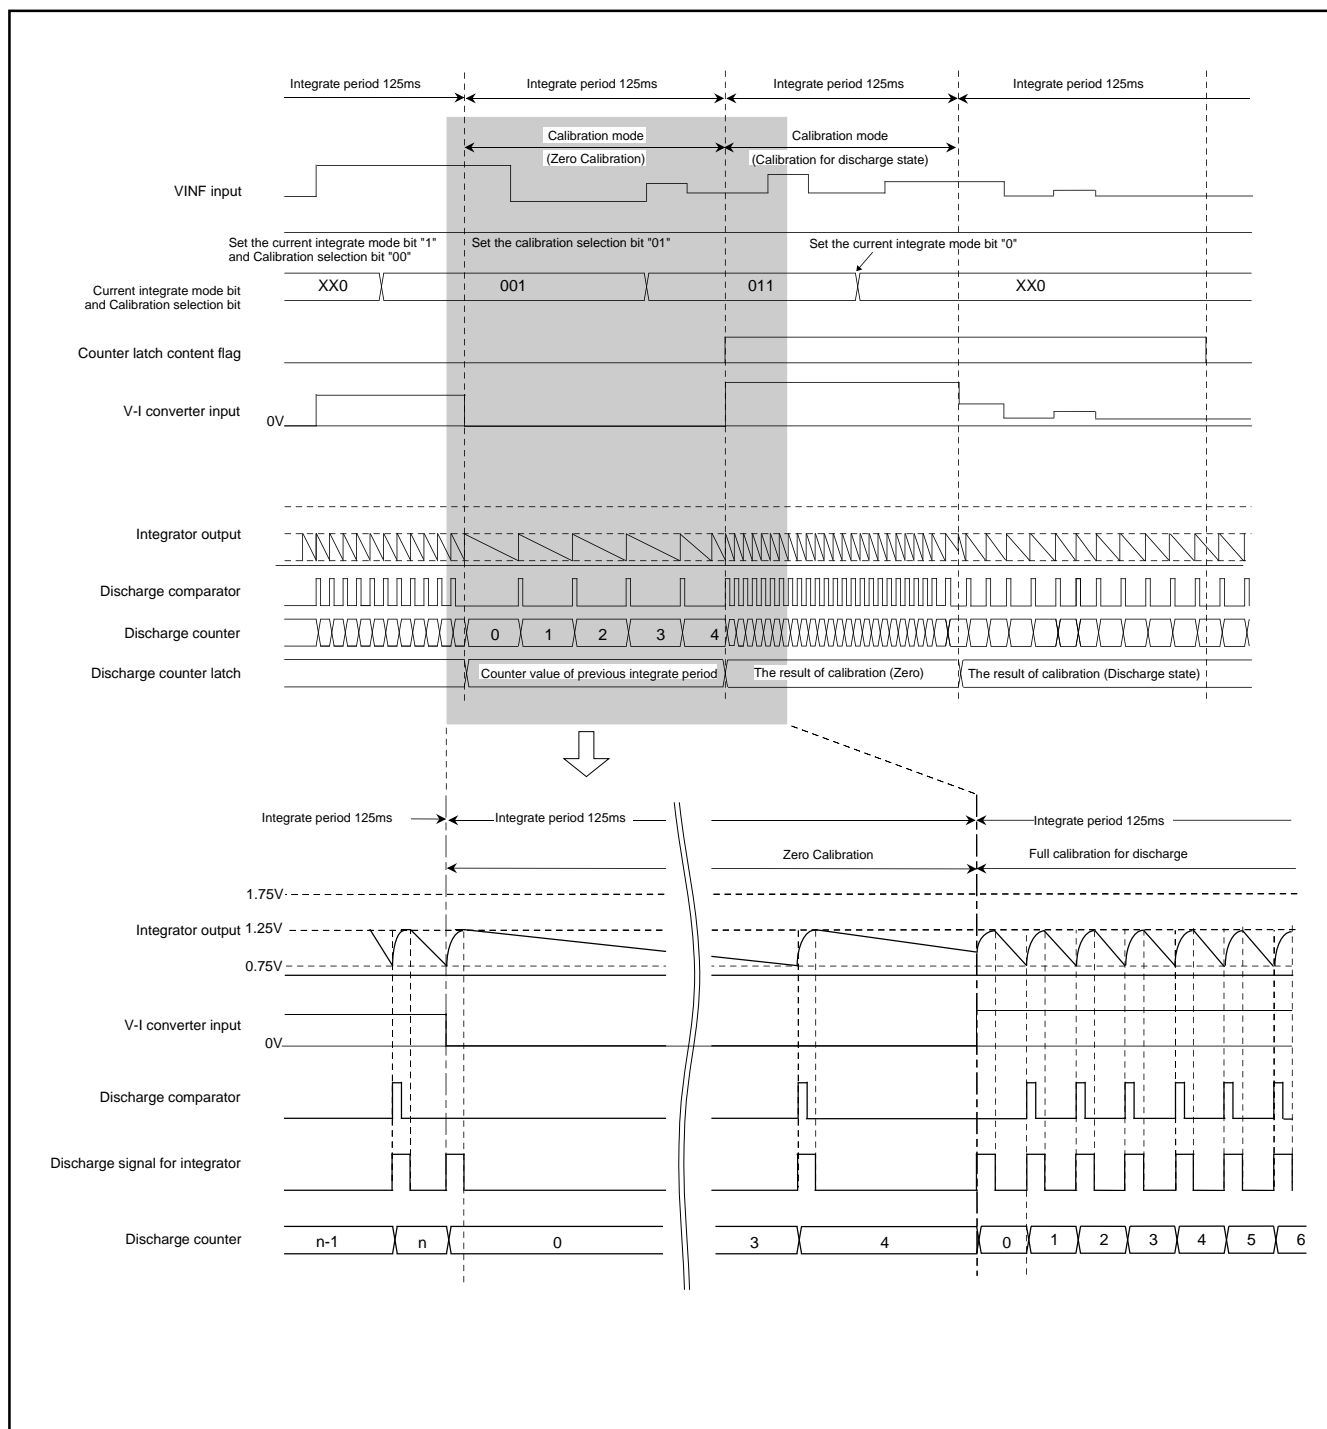 Integrate period 125ms Integrate period 125ms Integrate period 125ms Integrate period 125ms
Calibration mode Calibration mode
(Zero Calibration) (Calibration for discharge state)
VINF input
Set the current integrate mode bit "1" Set the calibration selection bit "01" Set the current integrate mode bit "0"
and Calibration selection bit "00"
XX0 001 011 XX0
Current integrate mode bit
and Calibration selection bit
Counter latch content flag
V-I converter input
0V
Integrator output
Discharge comparator
Discharge counter 0 1 2 3 4
Discharge counter latch Counter value of previous integrate period The result of calibration (Zero) The result of calibration (Discharge state)
Integrate period 125ms Integrate period 125ms Integrate period 125ms
Zero Calibration Full calibration for discharge
1.75V
Integrator output 1.25V
0.75V
V-I converter input
0V
Discharge comparator
Discharge signal for integrator
Discharge counter n-1 n 0 3 4 0 1 2 3 4 5 6